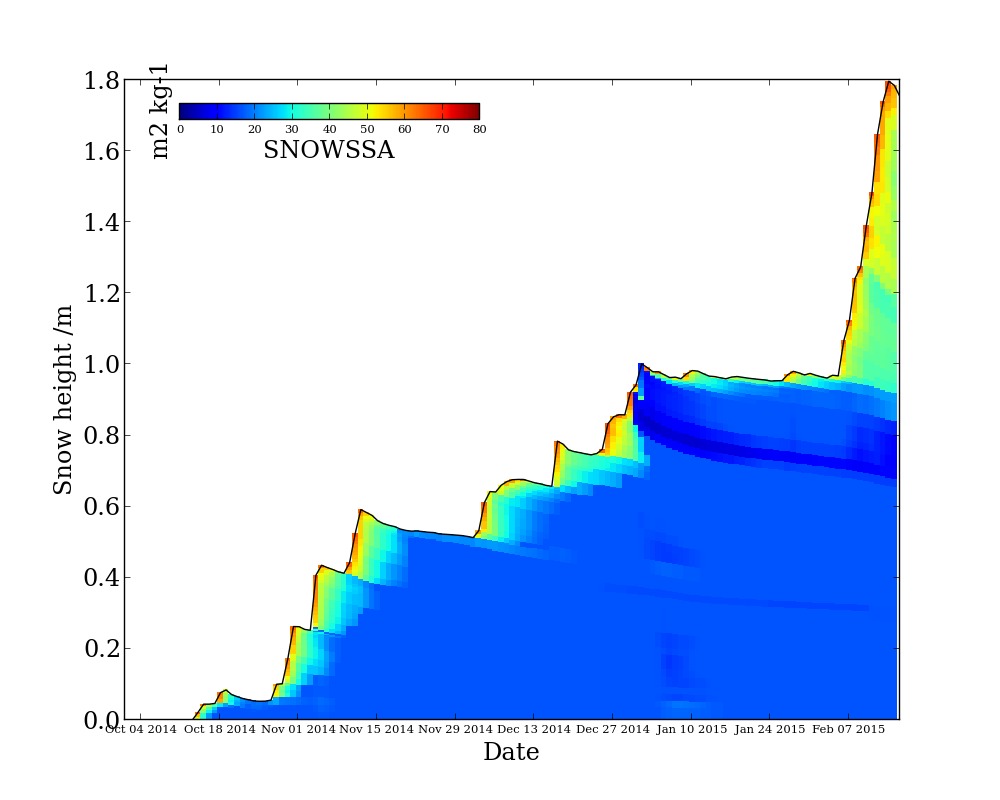 m2 kg-1
0 10 20 30 40 50 60 70 80
SNOWSSA
Snow height /m
1.8
1.6
1.4
1.2
1.0
0.8
0.6
0.4
0.2
0.0
Oct 04 2014 Oct 18 2014 Nov 01 2014 Nov 15 2014 Nov 29 2014 Dec 13 2014 Dec 27 2014 Jan 10 2015 Jan 24 2015 Feb 07 2015
Date